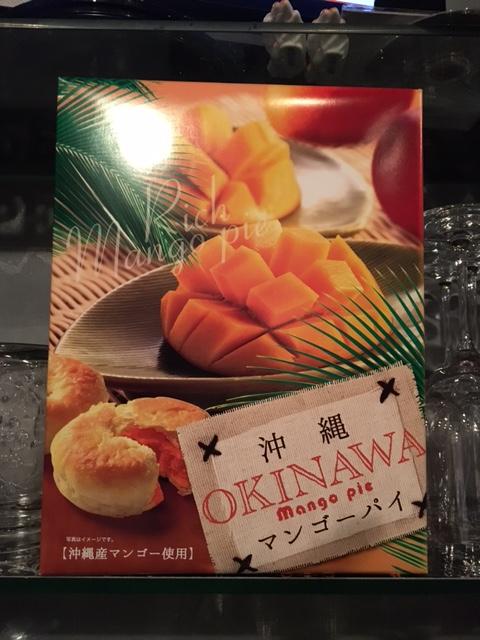 Rich
Mango pie
沖縄
OKINAWA
Mango pie
マンゴーパイ
写真はイメージです。
【沖縄産マンゴー使用】